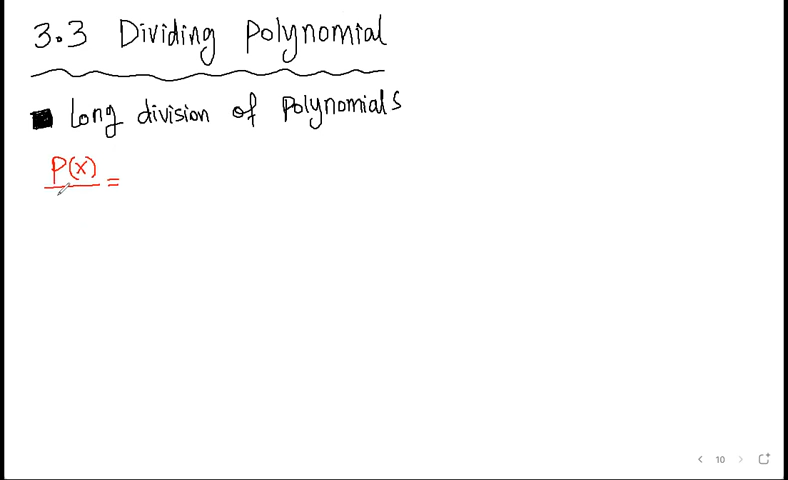 3.3 Dividing Polynomial
Long division of Polynomials
P(x)
=
10